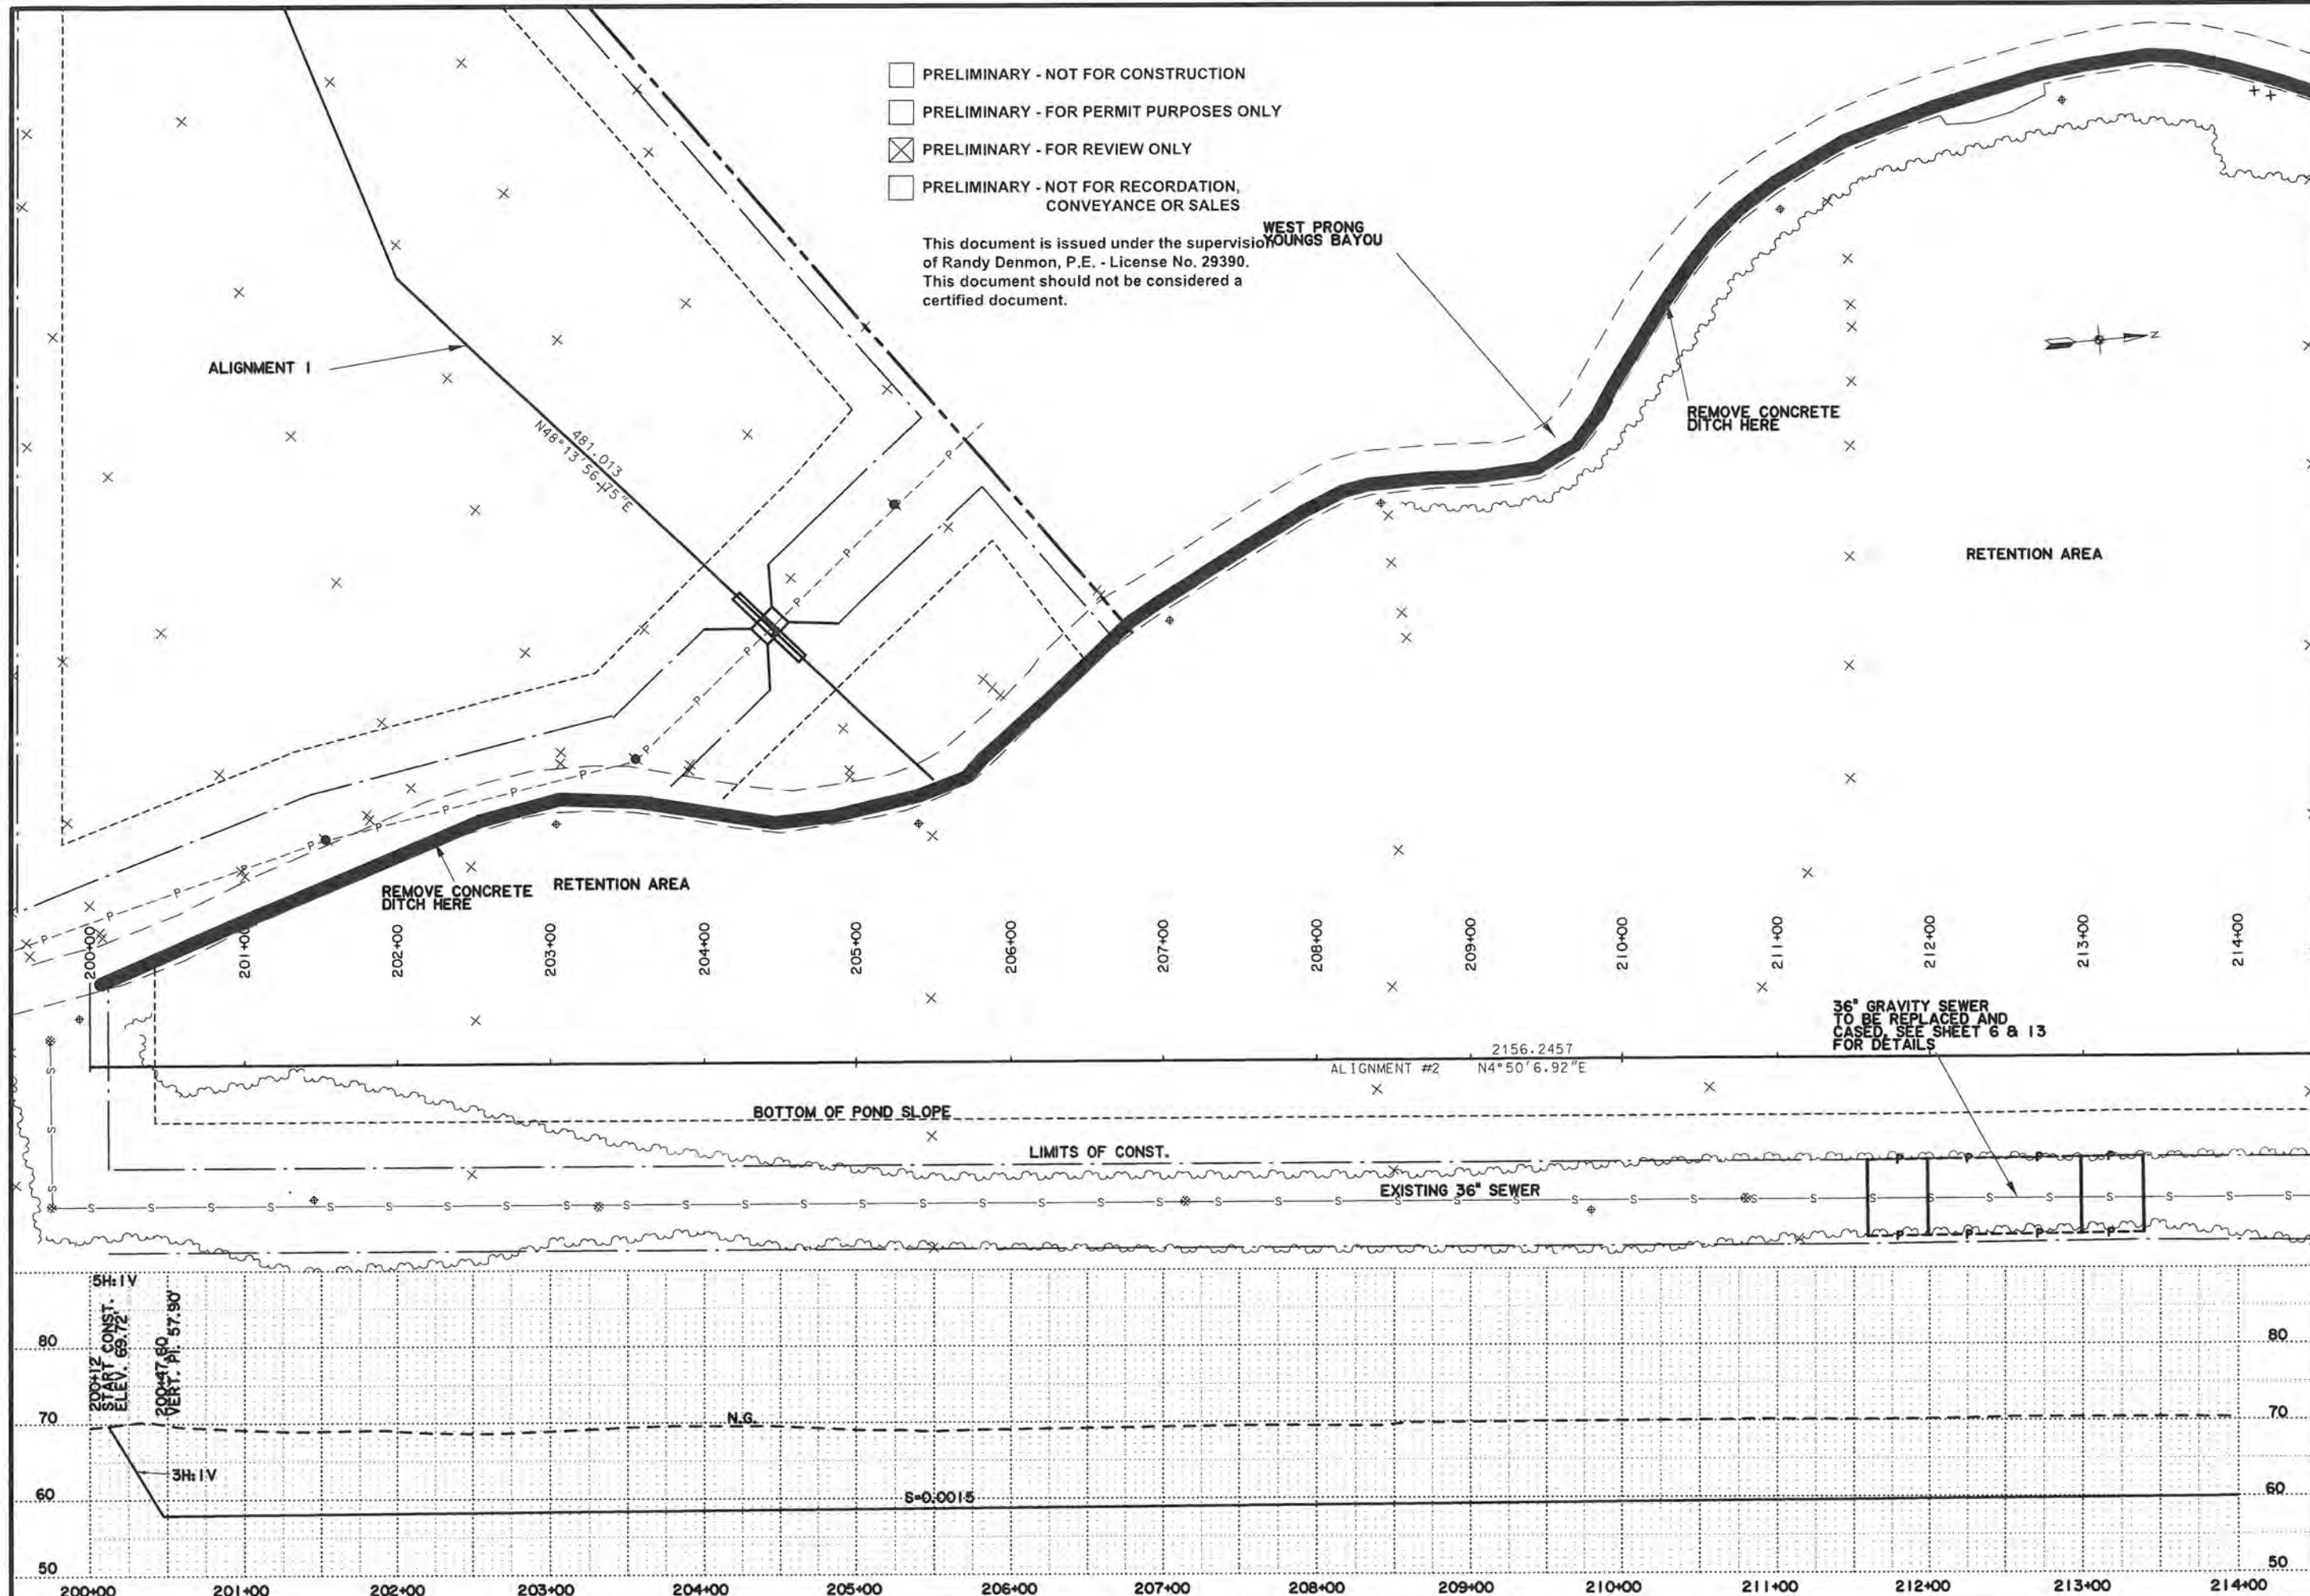 PRELIMINARY - NOT FOR CONSTRUCTION
PRELIMINARY - FOR PERMIT PURPOSES ONLY
PRELIMINARY - FOR REVIEW ONLY
PRELIMINARY - NOT FOR RECORDATION,
CONVEYANCE OR SALES
This document is issued under the supervision
of Randy Denmon, P.E. - License No. 29390.
This document should not be considered a
certified document.
WEST PRONG
YOUNGS BAYOU
ALIGNMENT 1
481.013
N48°13'56.75"E
REMOVE CONCRETE
DITCH HERE
N
RETENTION AREA
REMOVE CONCRETE
DITCH HERE
RETENTION AREA
200+00
201+00
202+00
203+00
204+00
205+00
206+00
207+00
208+00
209+00
210+00
211+00
212+00
213+00
214+00
36" GRAVITY SEWER
TO BE REPLACED AND
CASED, SEE SHEET 6 & 13
FOR DETAILS
2156.2457
ALIGNMENT #2 N4°50'6.92"E
BOTTOM OF POND SLOPE
LIMITS OF CONST.
EXISTING 36" SEWER
5H:1V
200+12
START CONST.
ELEV. 69.72'
200+47.60
VERT. PI. 57.90'
80
80
70
70
N.G.
3H:1V
60
60
S=0.0015
50
50
200+00
201+00
202+00
203+00
204+00
205+00
206+00
207+00
208+00
209+00
210+00
211+00
212+00
213+00
214+00